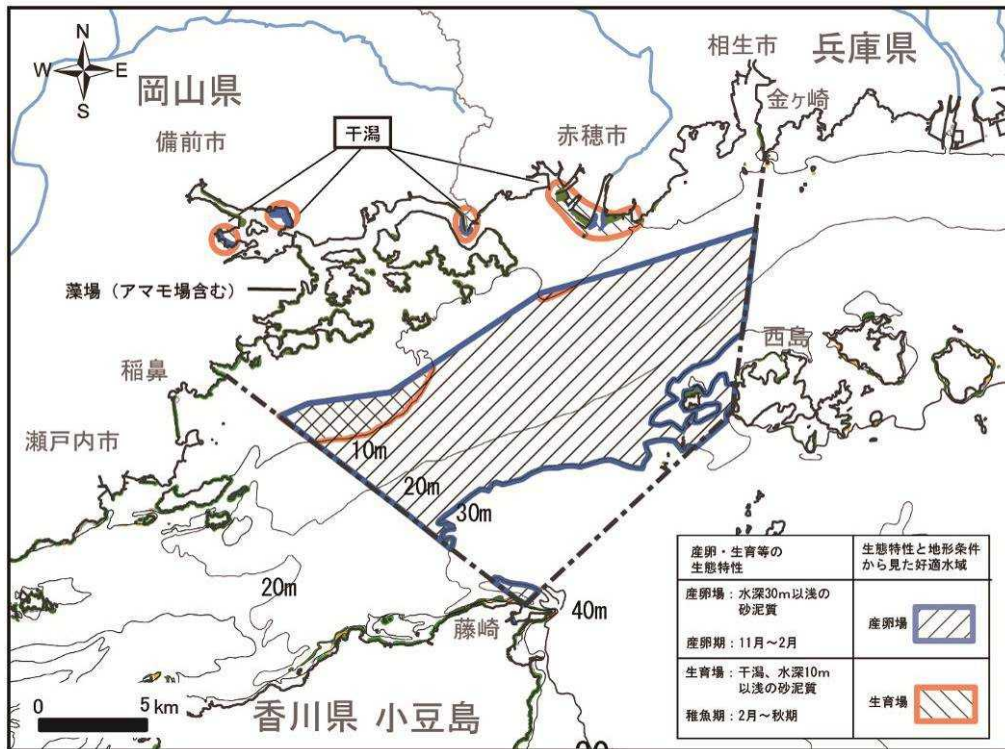 N
W E
S
岡山県
備前市
干潟
赤穂市
相生市
兵庫県
金ヶ崎
藻場（アマモ場含む）
稲鼻
西島
瀬戸内市
10m
20m
30m
20m
40m
藤崎
香川県 小豆島
0 5 km
産卵・生育等の
生態特性
生態特性と地形条件
から見た好適水域
産卵場：水深30m以浅の
砂泥質
産卵期：11月～2月
産卵場
生育場：干潟、水深10m
以浅の砂泥質
稚魚期：2月～秋期
生育場